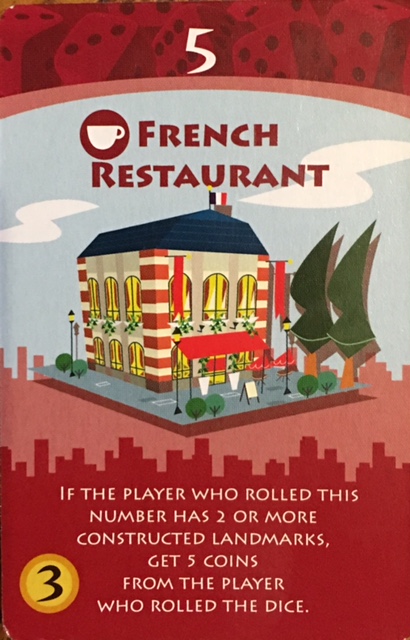 5
FRENCH
RESTAURANT
IF THE PLAYER WHO ROLLED THIS
NUMBER HAS 2 OR MORE
CONSTRUCTED LANDMARKS,
GET 5 COINS
FROM THE PLAYER
WHO ROLLED THE DICE.
3